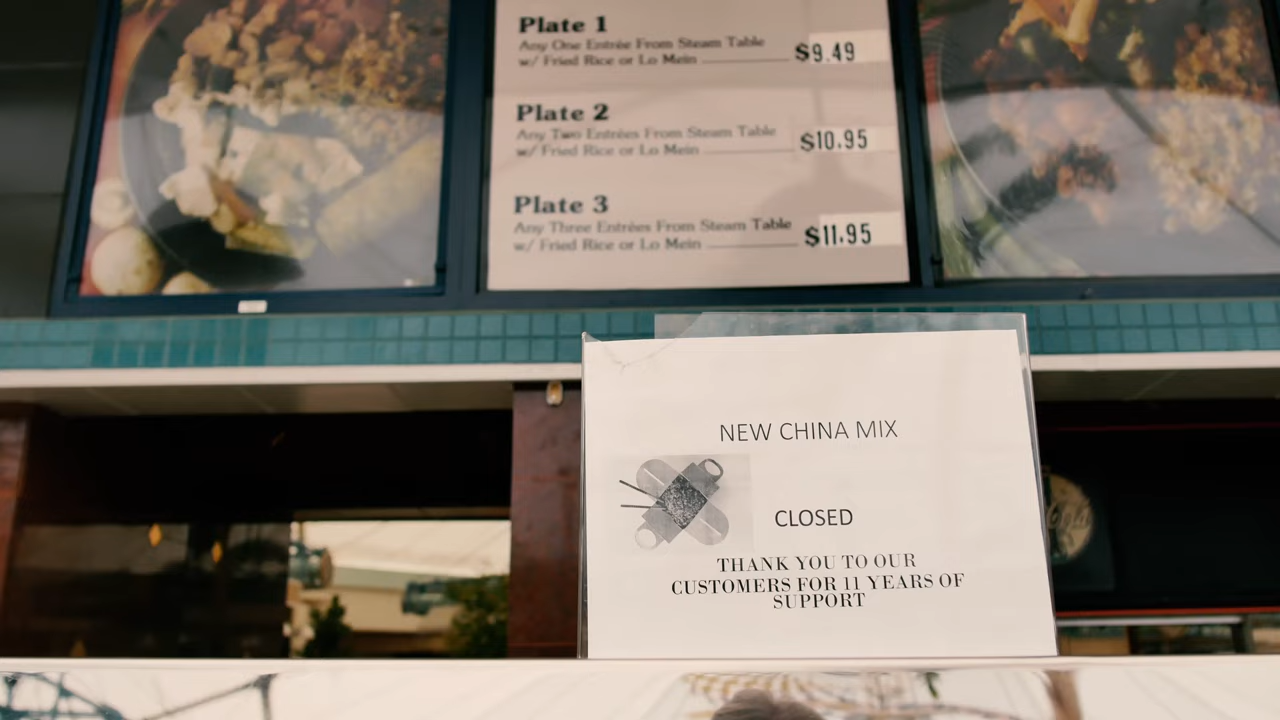 Plate 1
Any One Entrée From Steam Table
w/ Fried Rice or Lo Mein $9.49
Plate 2
Any Two Entrées From Steam Table
w/ Fried Rice or Lo Mein $10.95
Plate 3
Any Three Entrées From Steam Table
w/ Fried Rice or Lo Mein $11.95
NEW CHINA MIX
CLOSED
THANK YOU TO OUR
CUSTOMERS FOR 11 YEARS OF
SUPPORT